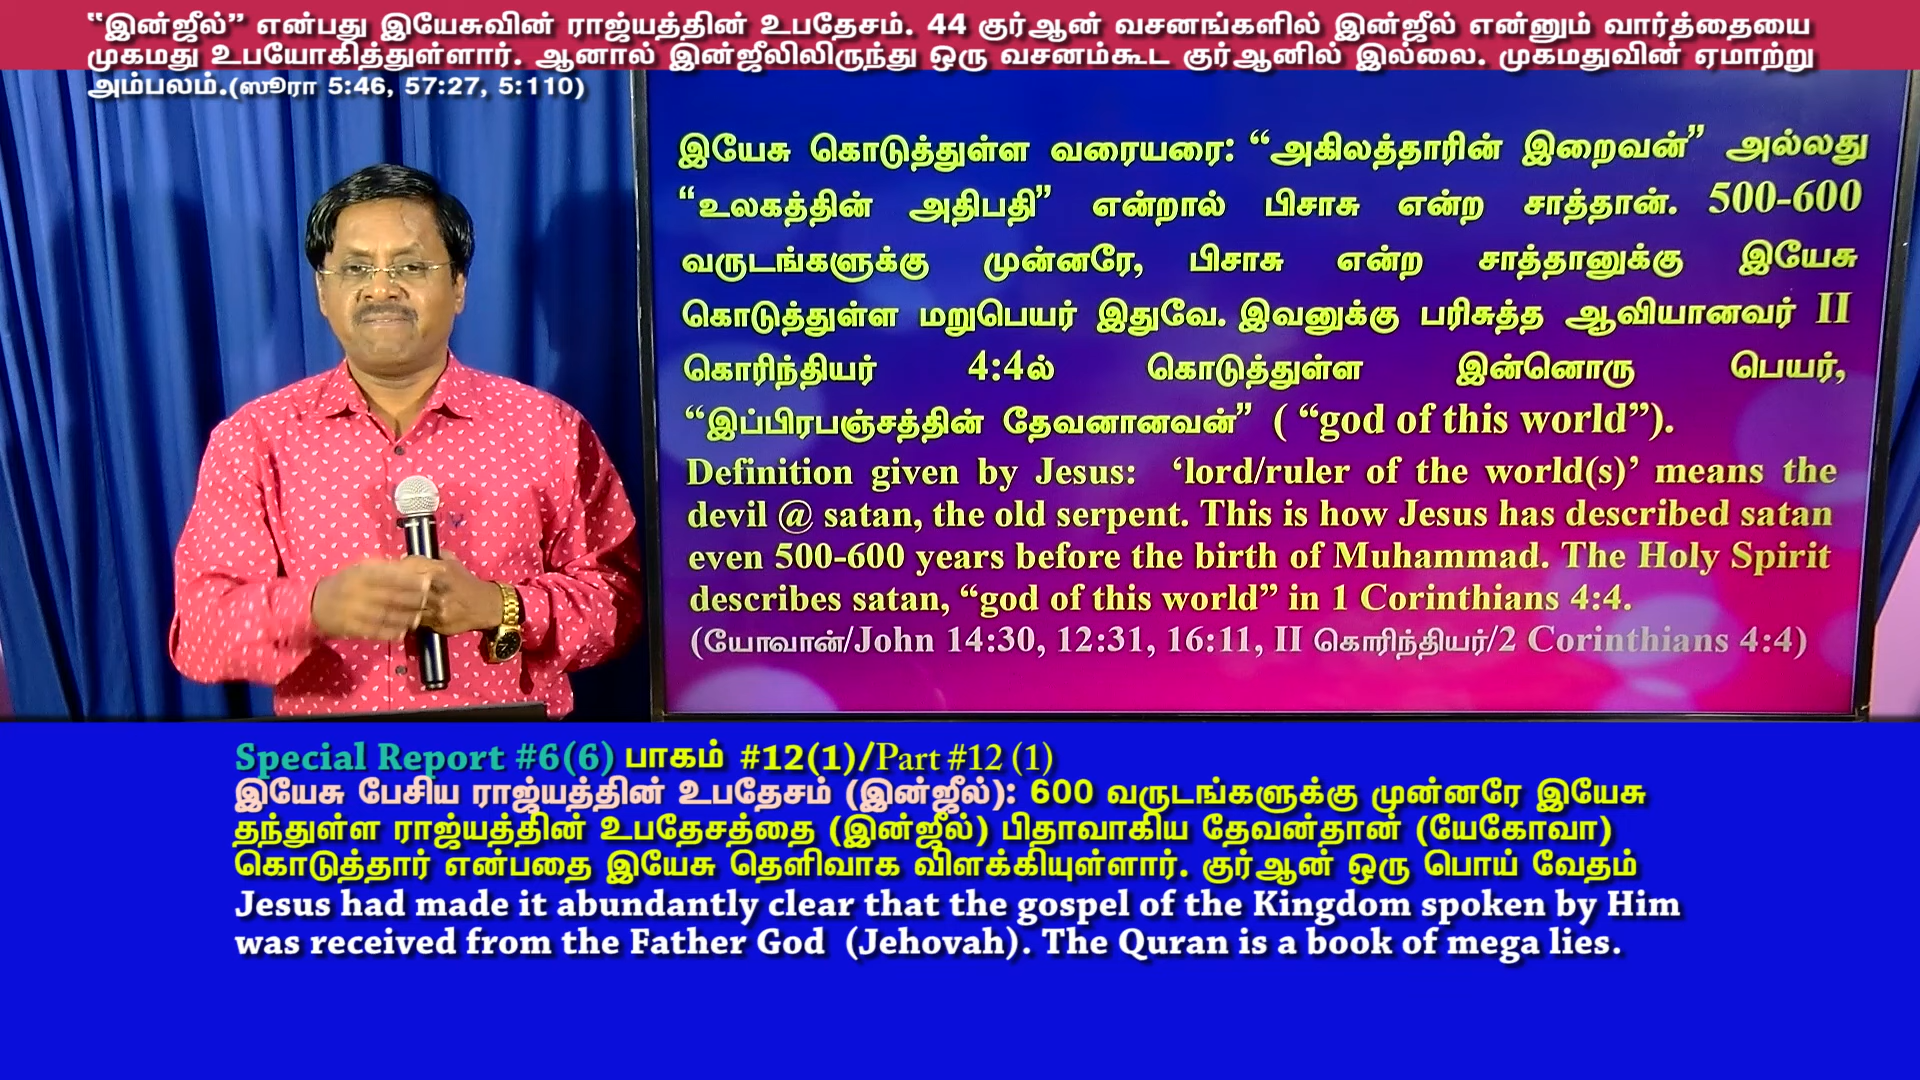 “இன்ஜீல்” என்பது இயேசுவின் ராஜ்யத்தின் உபதேசம். 44 குர்ஆன் வசனங்களில் இன்ஜீல் என்னும் வார்த்தையை
முகமது உபயோகித்துள்ளார். ஆனால் இன்ஜீலிலிருந்து ஒரு வசனம்கூட குர்ஆனில் இல்லை. முகமதுவின் ஏமாற்று
அம்பலம்.(ஸூரா 5:46, 57:27, 5:110)
இயேசு கொடுத்துள்ள வரையரை: “அகிலத்தாரின் இறைவன்” அல்லது
“உலகத்தின் அதிபதி” என்றால் பிசாசு என்ற சாத்தான். 500-600
வருடங்களுக்கு முன்னரே, பிசாசு என்ற சாத்தானுக்கு இயேசு
கொடுத்துள்ள மறுபெயர் இதுவே. இவனுக்கு பரிசுத்த ஆவியானவர் II
கொரிந்தியர் 4:4ல் கொடுத்துள்ள இன்னொரு பெயர்,
“இப்பிரபஞ்சத்தின் தேவனானவன்” ( “god of this world”).
Definition given by Jesus: ‘lord/ruler of the world(s)’ means the
devil @ satan, the old serpent. This is how Jesus has described satan
even 500-600 years before the birth of Muhammad. The Holy Spirit
describes satan, “god of this world” in 1 Corinthians 4:4.
(யோவான்/John 14:30, 12:31, 16:11, II கொரிந்தியர்/2 Corinthians 4:4)
Special Report #6(6) பாகம் #12(1)/Part #12 (1)
இயேசு பேசிய ராஜ்யத்தின் உபதேசம் (இன்ஜீல்): 600 வருடங்களுக்கு முன்னரே இயேசு
தந்துள்ள ராஜ்யத்தின் உபதேசத்தை (இன்ஜீல்) பிதாவாகிய தேவன்தான் (யேகோவா)
கொடுத்தார் என்பதை இயேசு தெளிவாக விளக்கியுள்ளார். குர்ஆன் ஒரு பொய் வேதம்
Jesus had made it abundantly clear that the gospel of the Kingdom spoken by Him
was received from the Father God (Jehovah). The Quran is a book of mega lies.